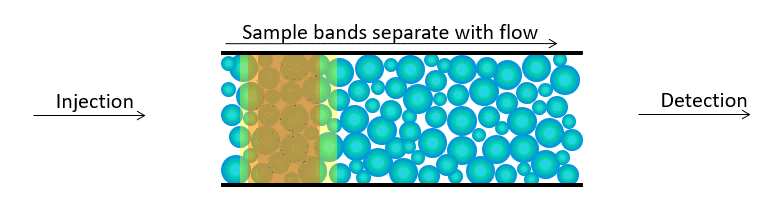 Sample bands separate with flow
Injection
Detection